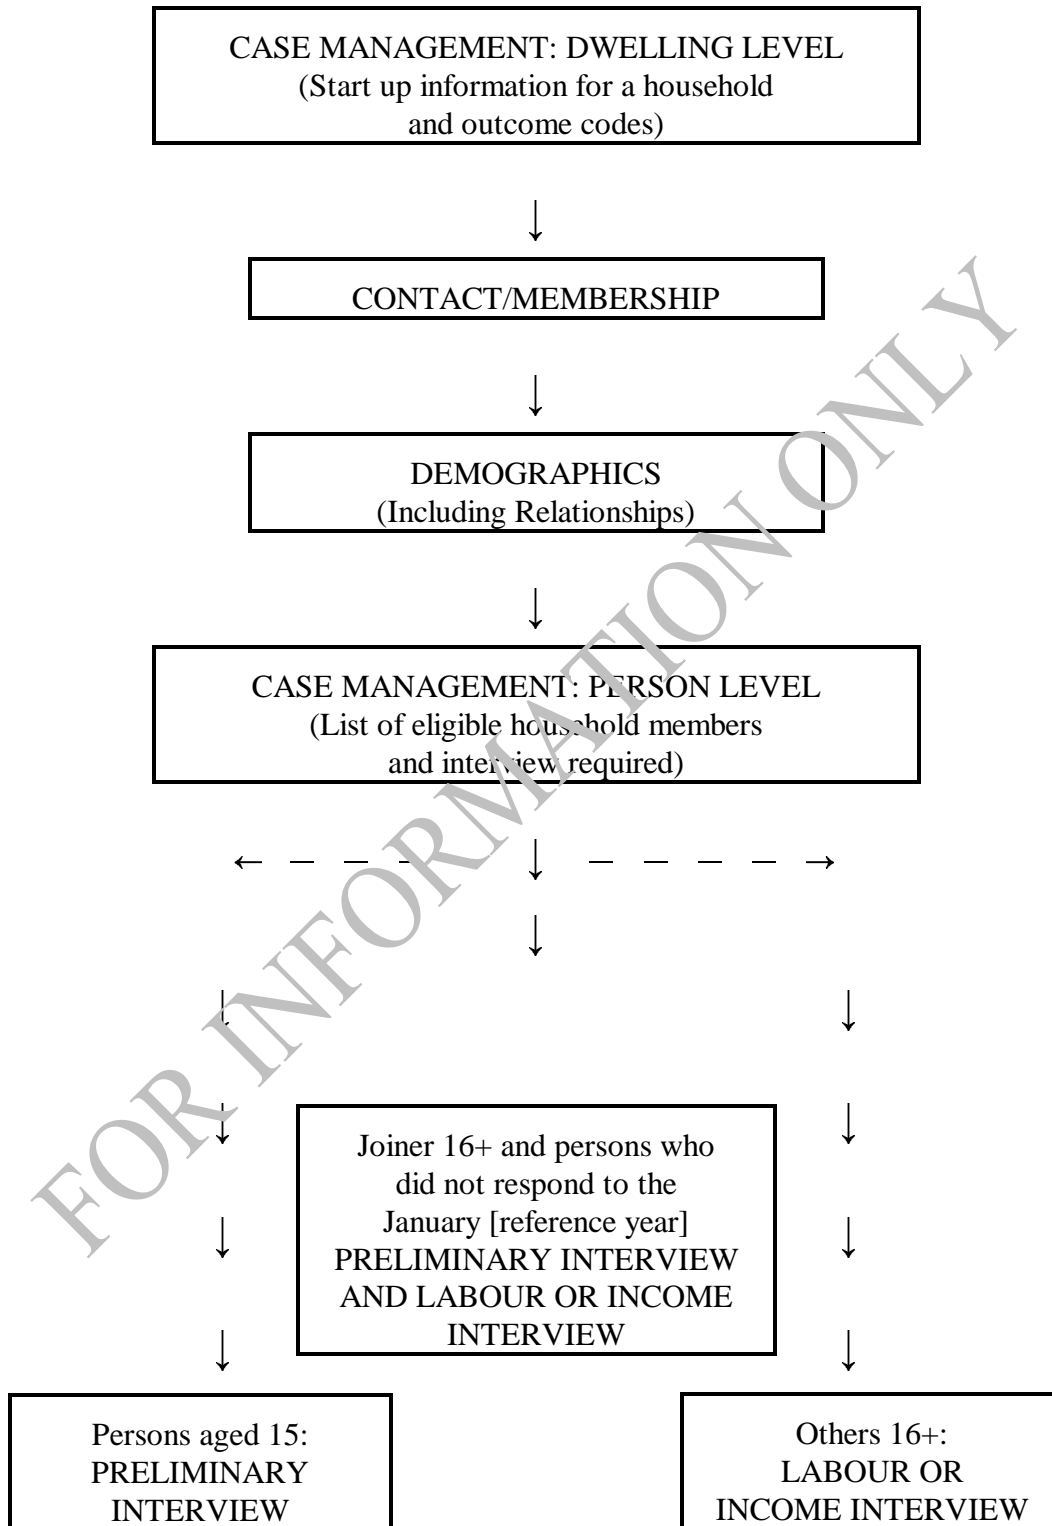 CASE MANAGEMENT: DWELLING LEVEL
(Start up information for a household
and outcome codes)
CONTACT/MEMBERSHIP
DEMOGRAPHICS
(Including Relationships)
CASE MANAGEMENT: PERSON LEVEL
(List of eligible household members
and interview required)
Joiner 16+ and persons who
did not respond to the
January [reference year]
PRELIMINARY INTERVIEW
AND LABOUR OR INCOME
INTERVIEW
Persons aged 15:
PRELIMINARY
INTERVIEW
Others 16+:
LABOUR OR
INCOME INTERVIEW
FOR INFORMATION ONLY